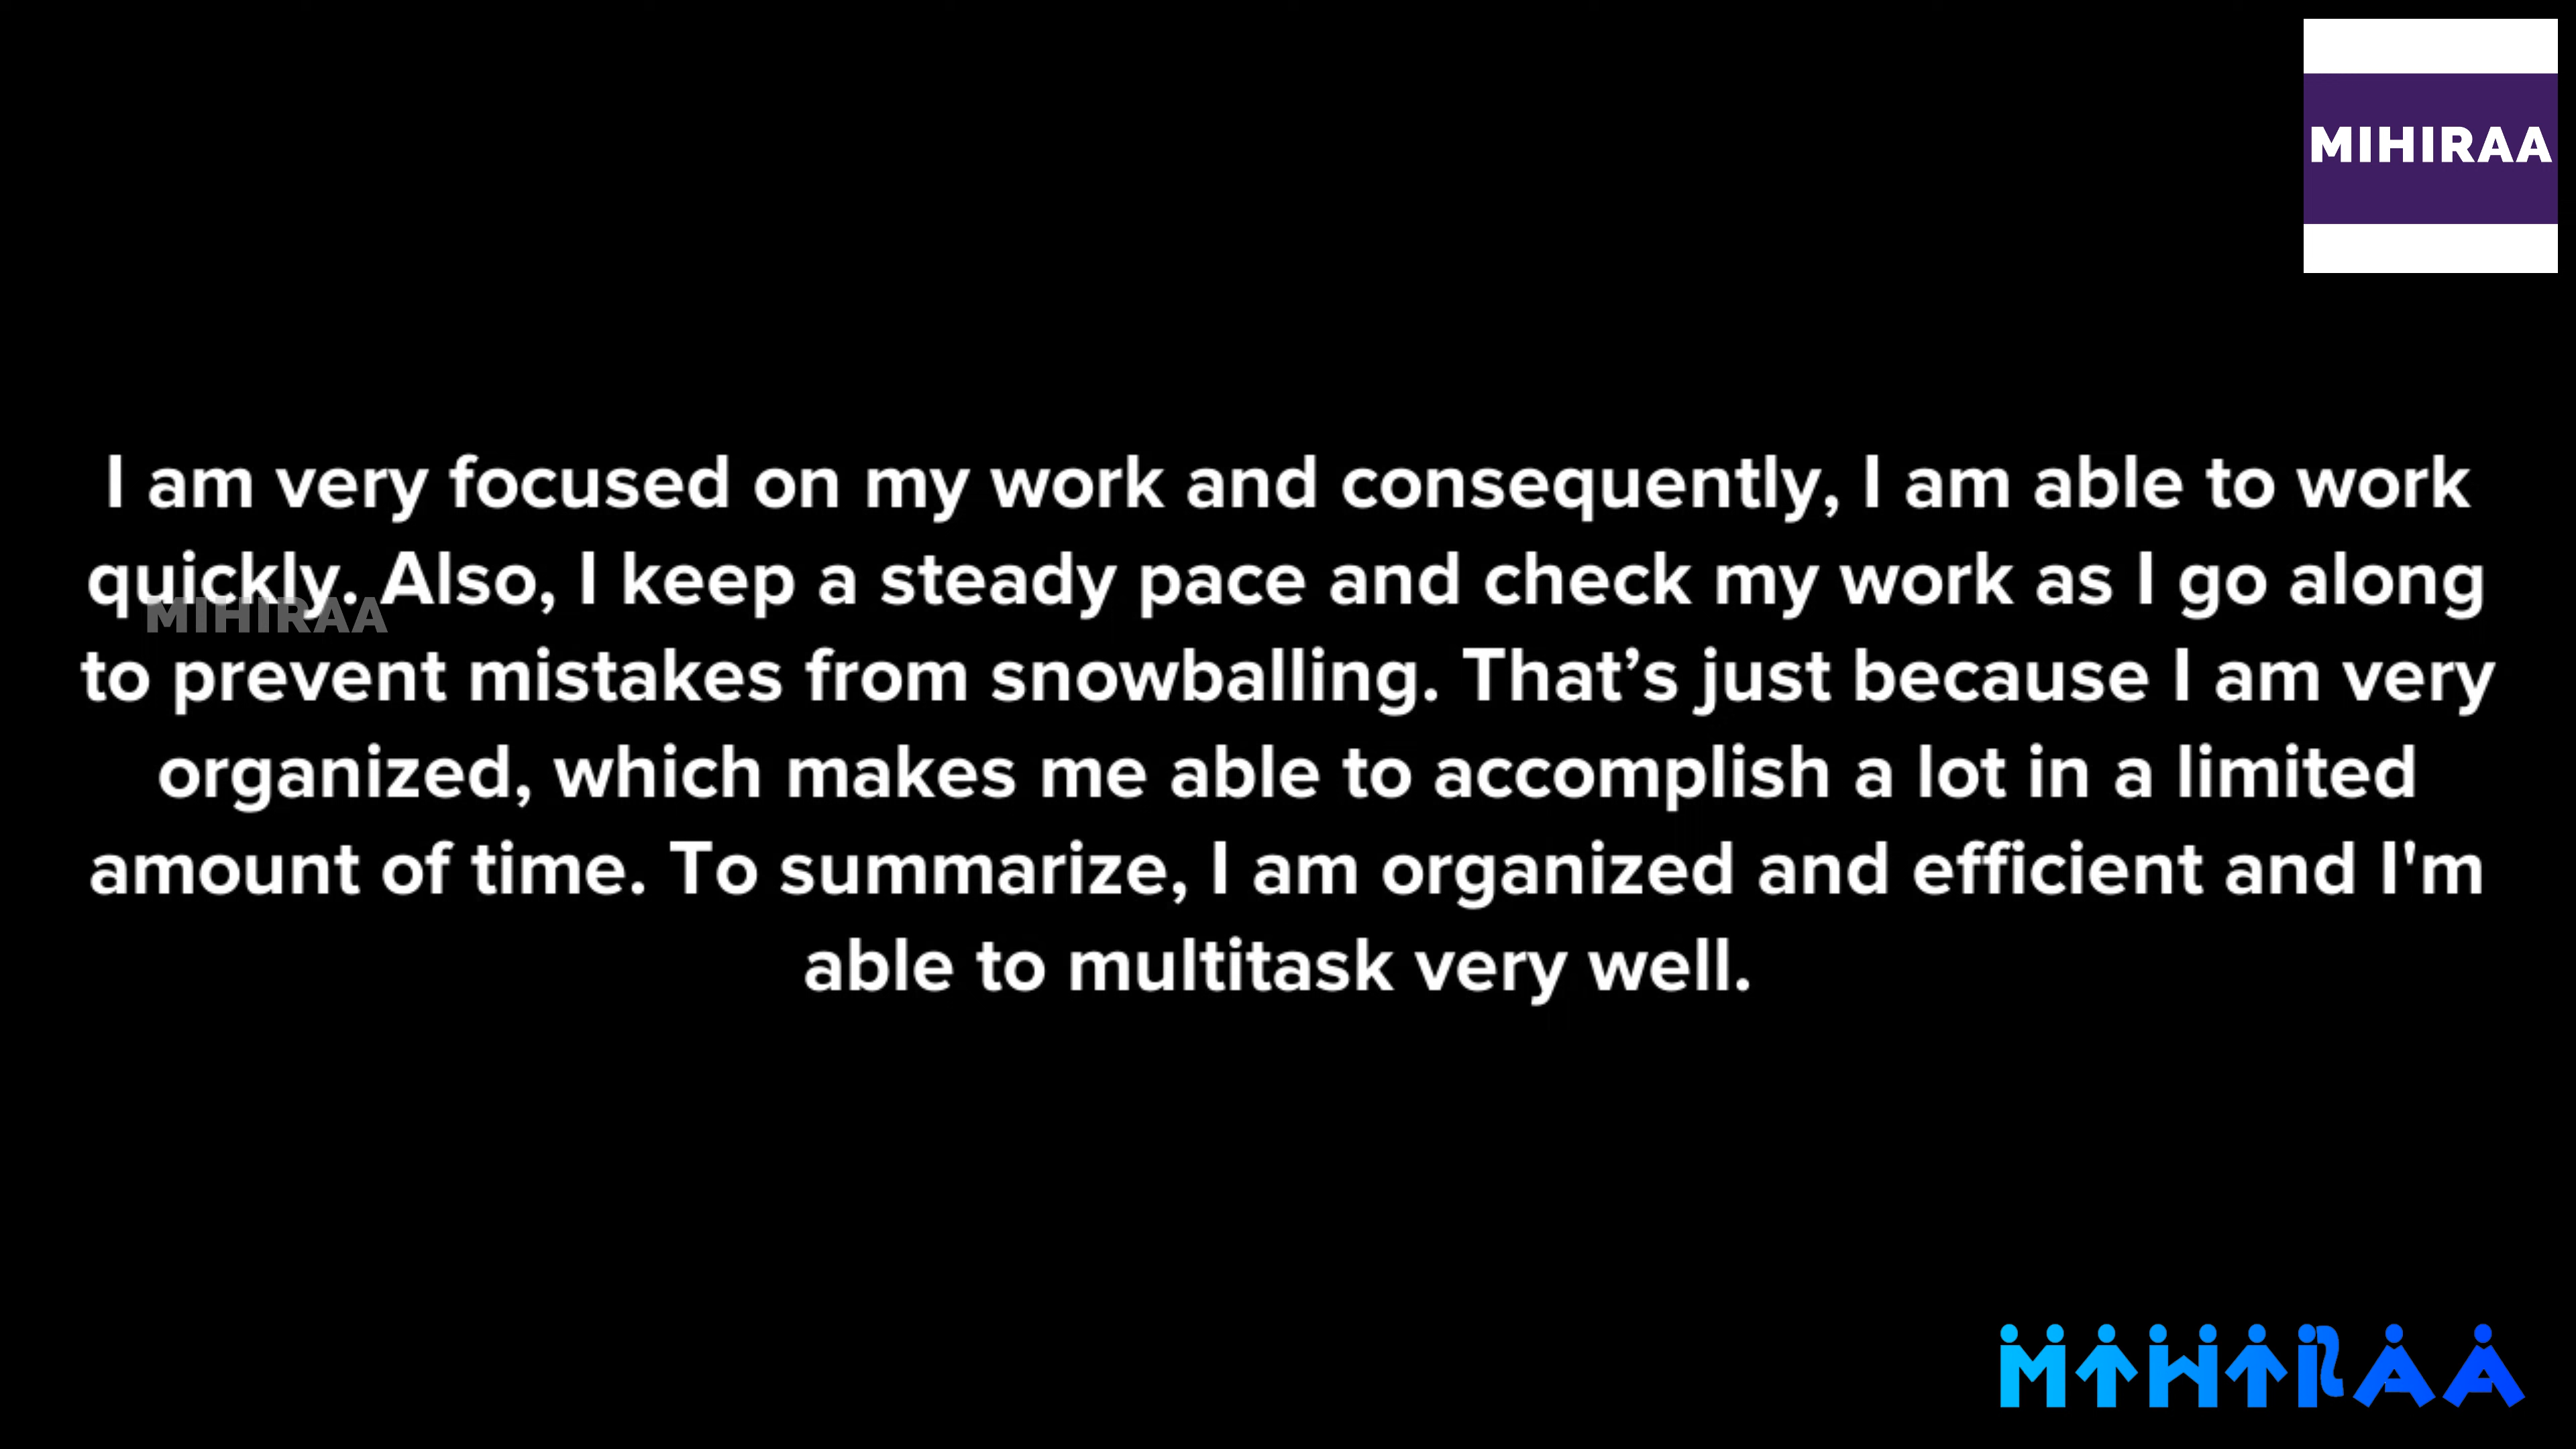 MIHIRAA
I am very focused on my work and consequently, I am able to work
quickly. Also, I keep a steady pace and check my work as I go along
MIHIRAA
to prevent mistakes from snowballing. That’s just because I am very
organized, which makes me able to accomplish a lot in a limited
amount of time. To summarize, I am organized and efficient and I'm
able to multitask very well.
MIHIRAA